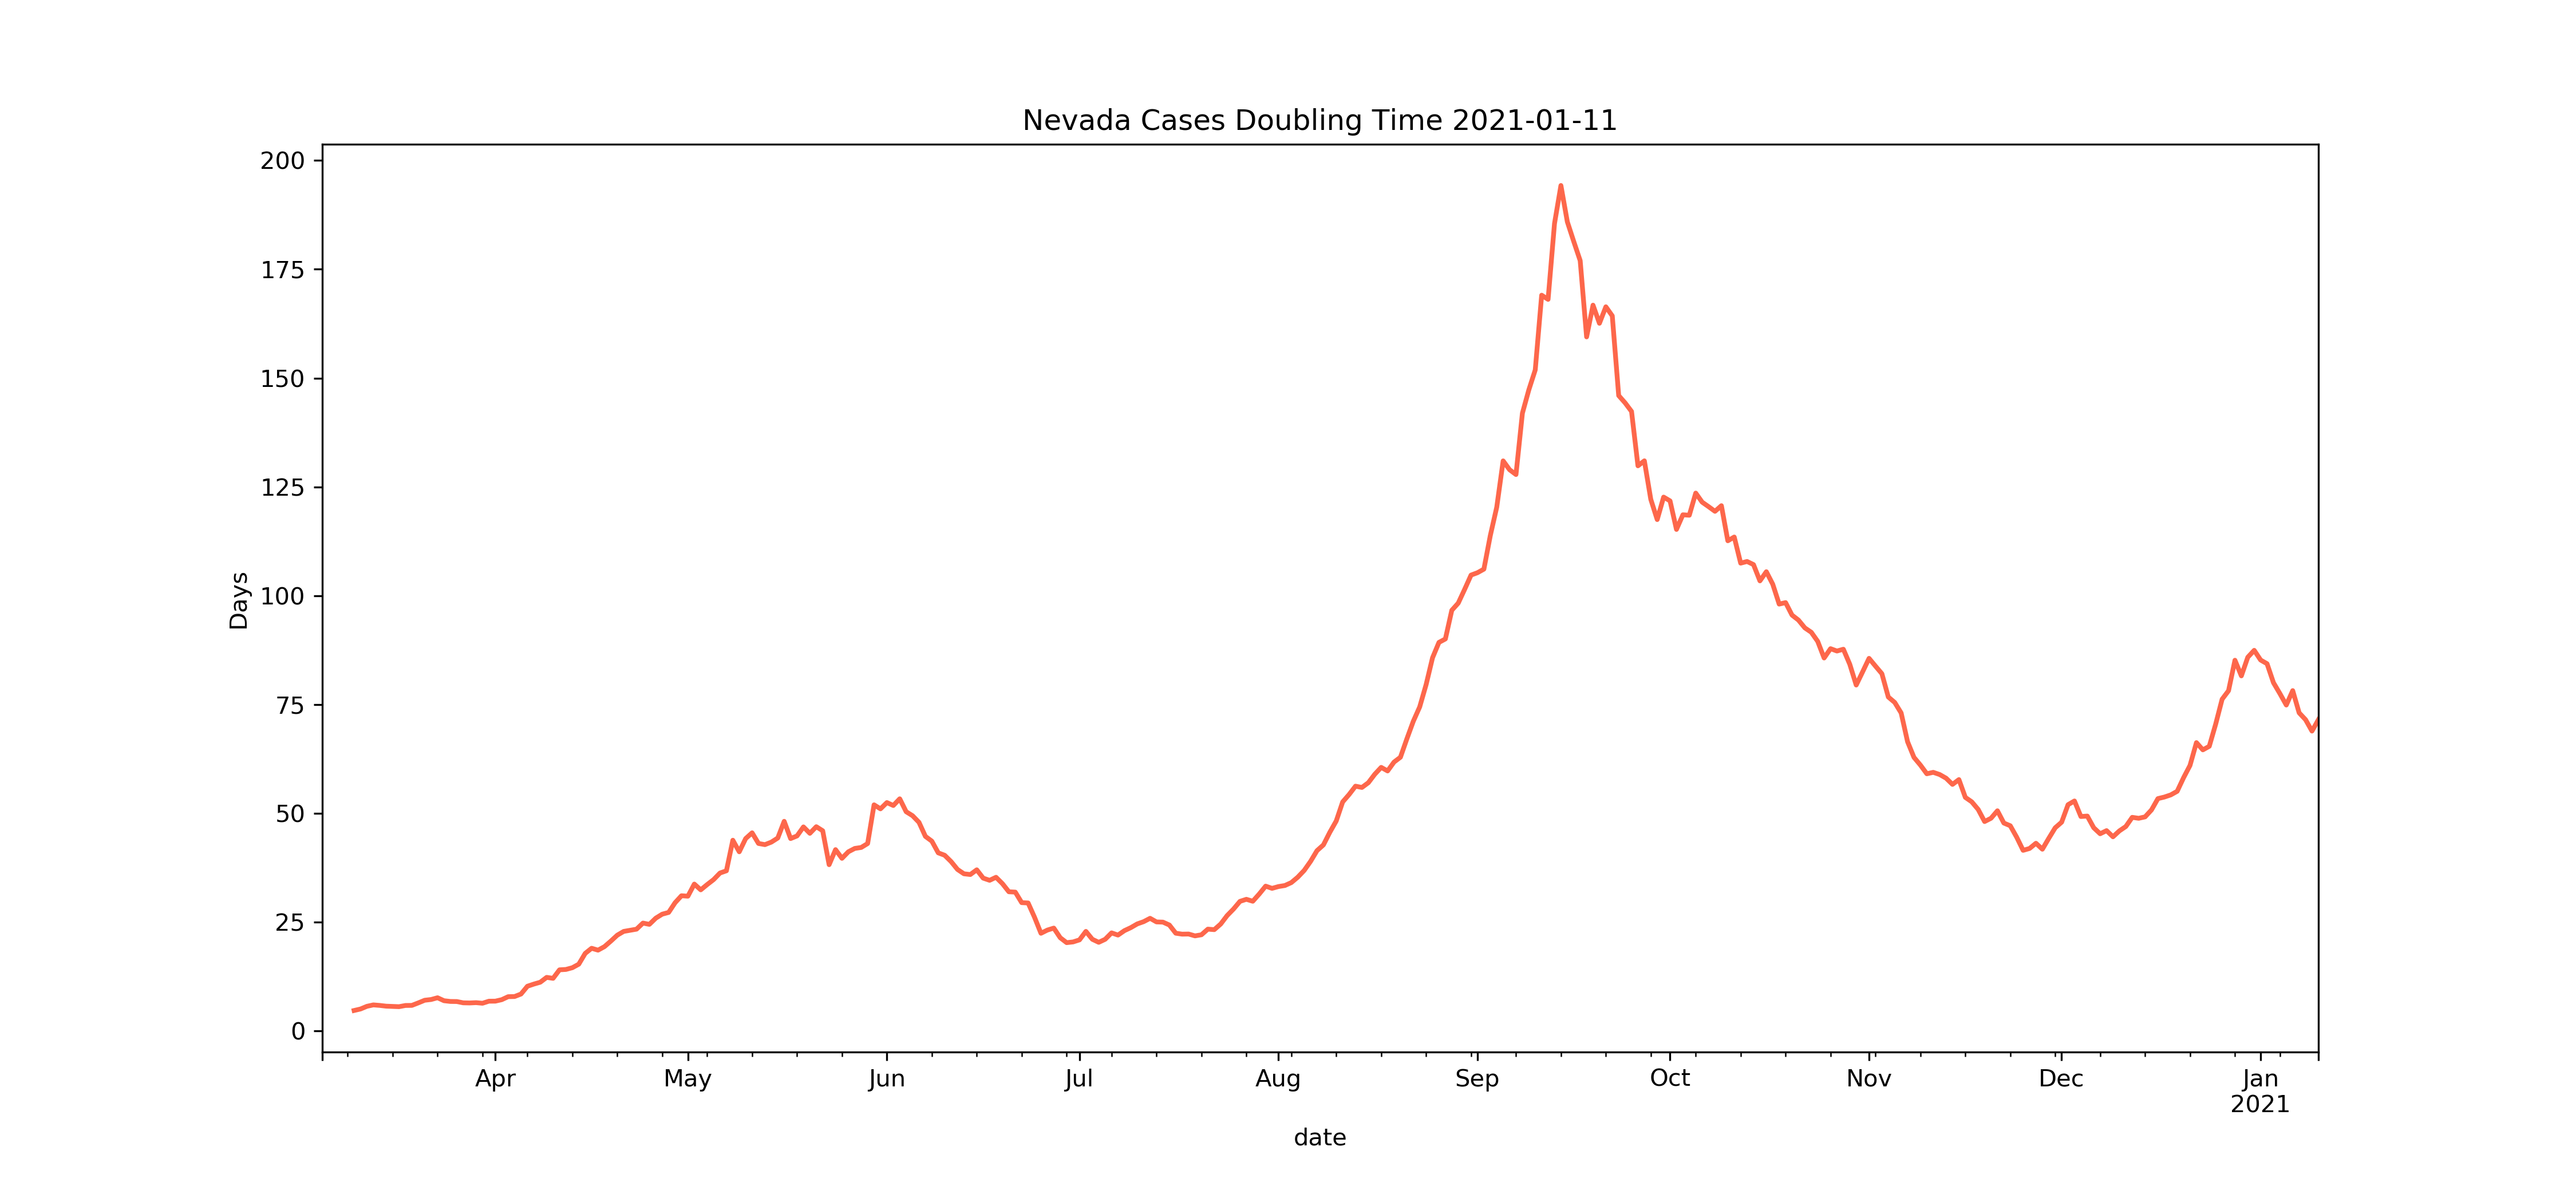 Nevada Cases Doubling Time 2021-01-11
200
175
150
125
100
75
50
25
0
Days
Apr May Jun Jul Aug Sep Oct Nov Dec Jan
2021
date